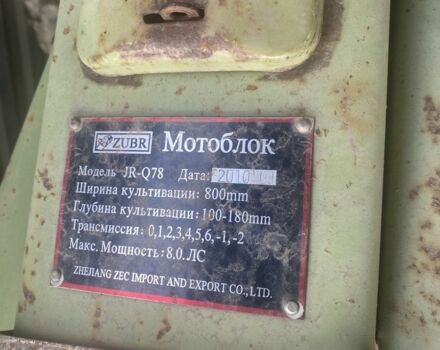 ZUBR Мотоблок
Модель JR-Q78 Дата: 2010
Ширина культивации: 800mm
Глубина культивации: 100-180mm
Трансмиссия: 0,1,2,3,4,5,6,-1,-2
Макс. Мощность: 8.0.ЛС
ZHEJIANG ZEC IMPORT AND EXPORT CO., LTD.